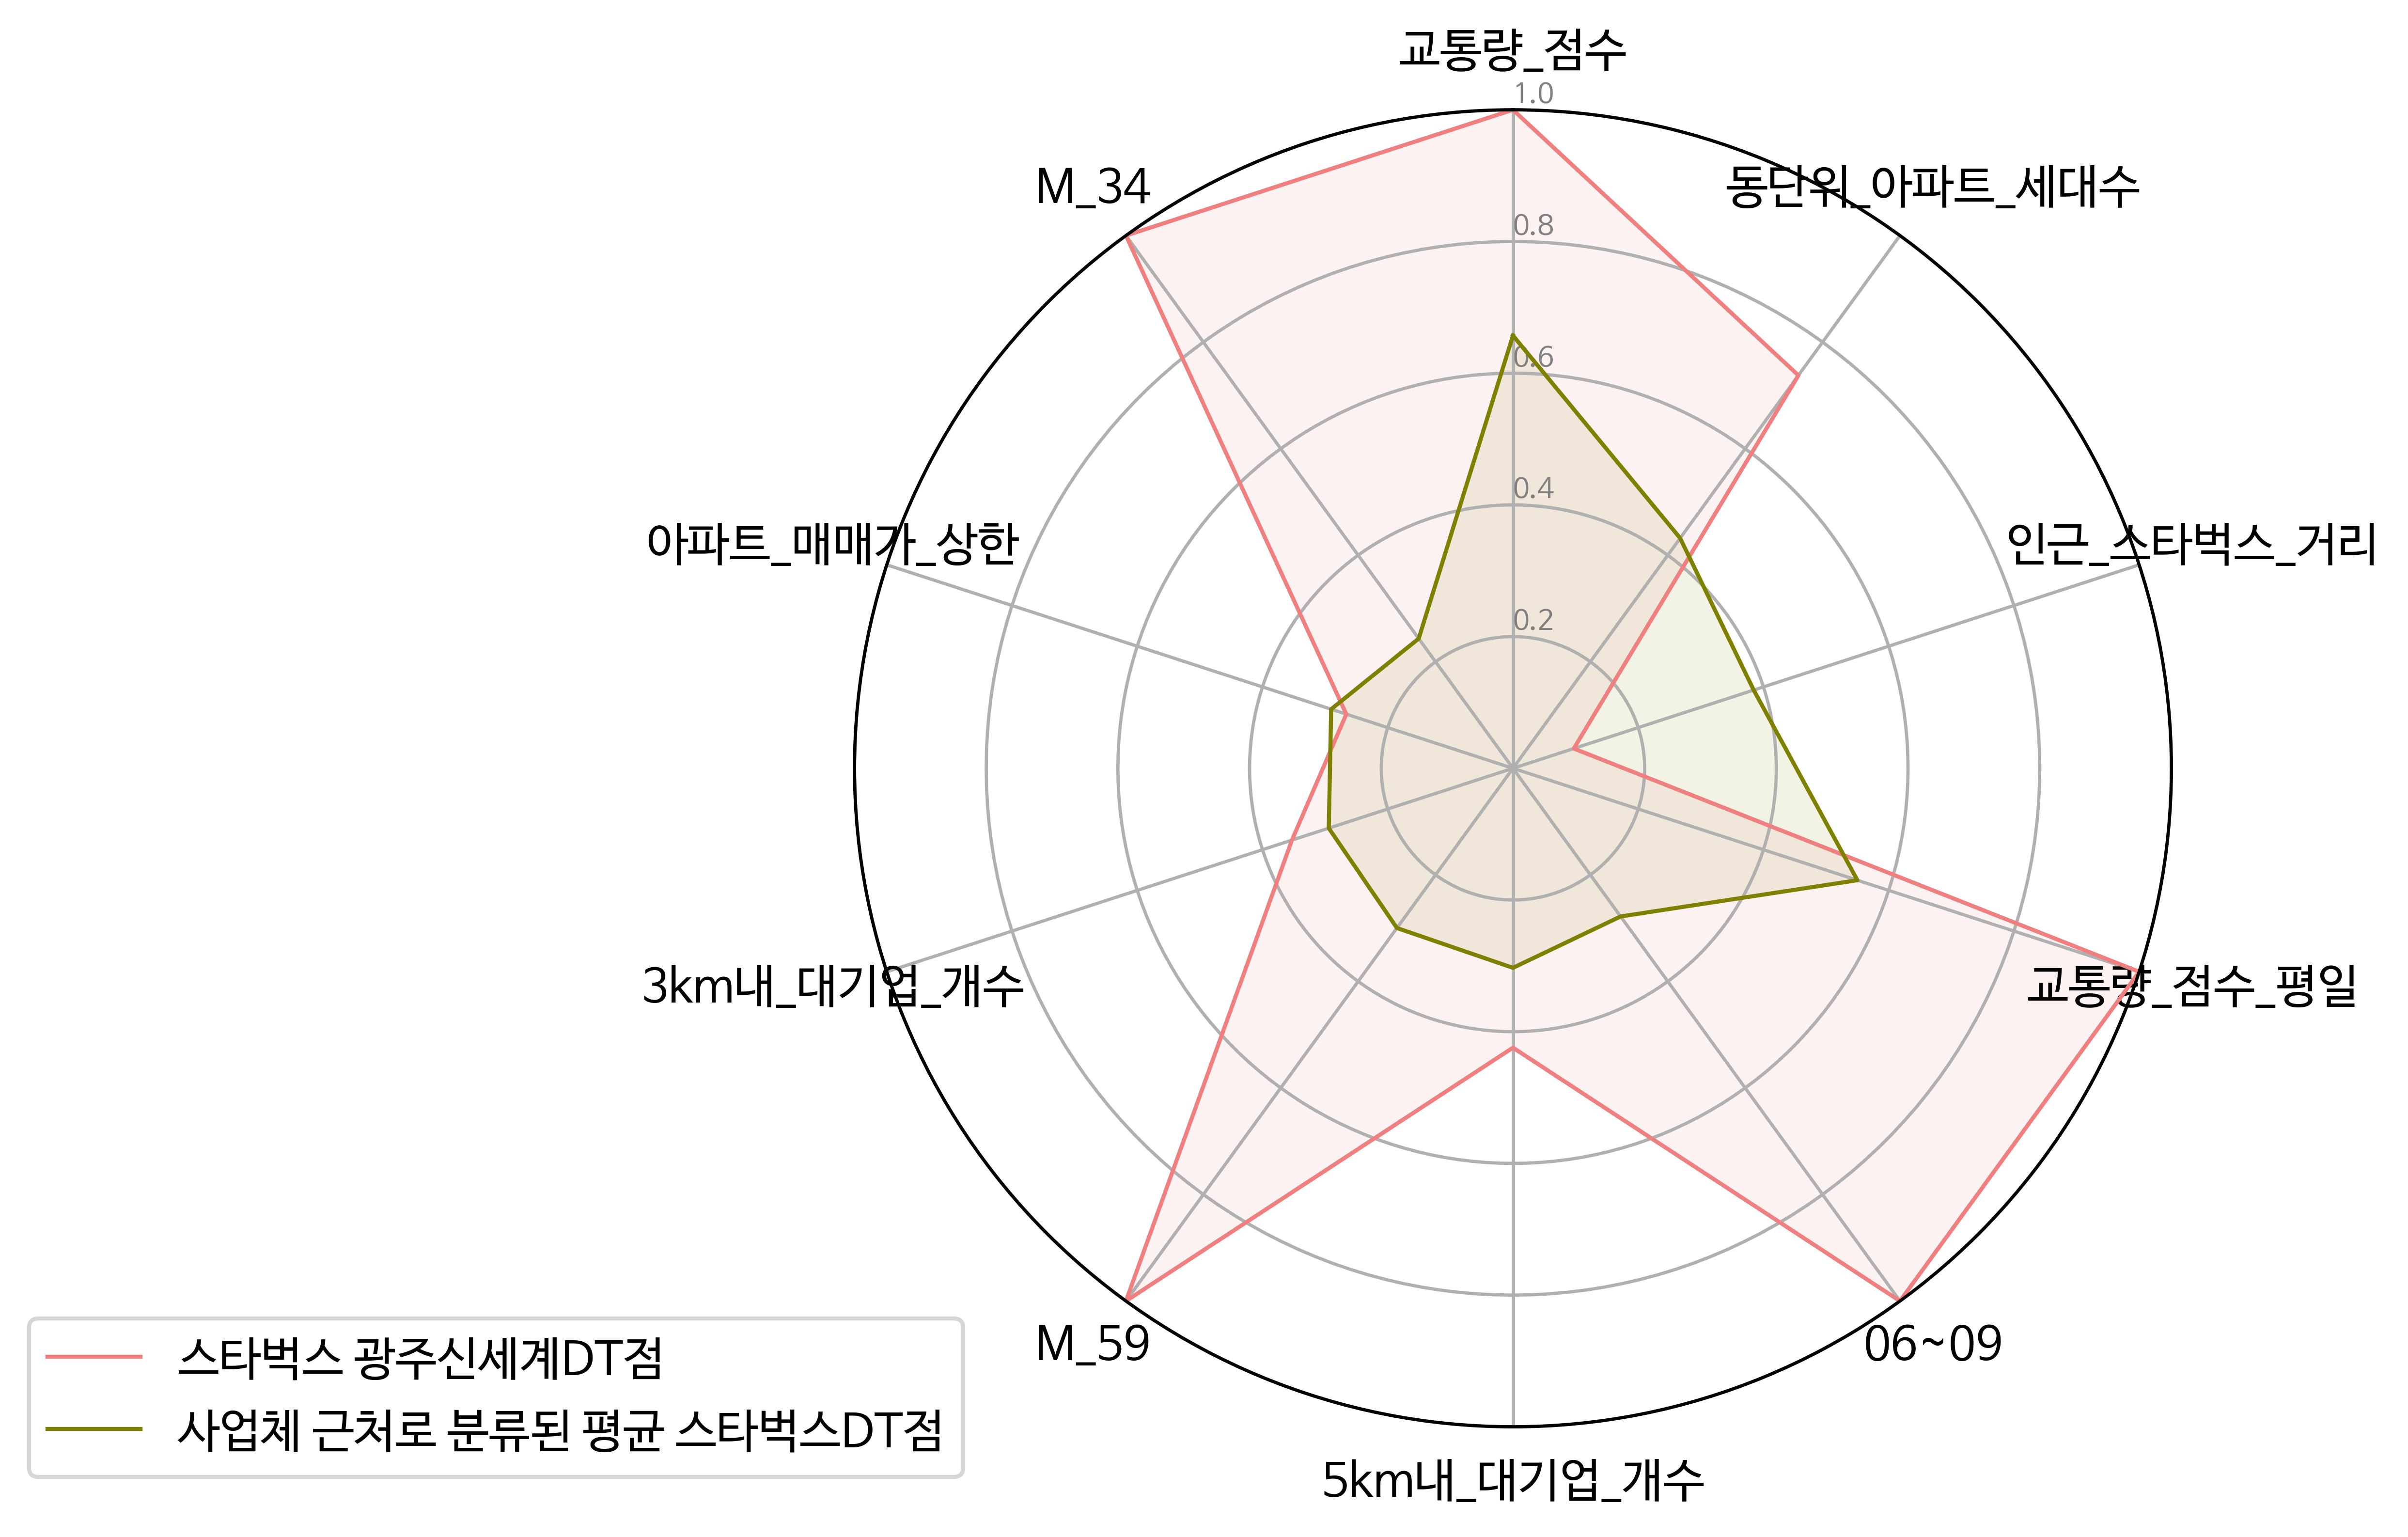 교통량_점수
1.0
M_34
동단위_아파트_세대수
0.8
0.6
0.4
아파트_매매가_상한
인근_스타벅스_거리
0.2
3km내_대기업_개수
교통량_점수_평일
M_59
06~09
스타벅스 광주신세계DT점
사업체 근처로 분류된 평균 스타벅스DT점
5km내_대기업_개수